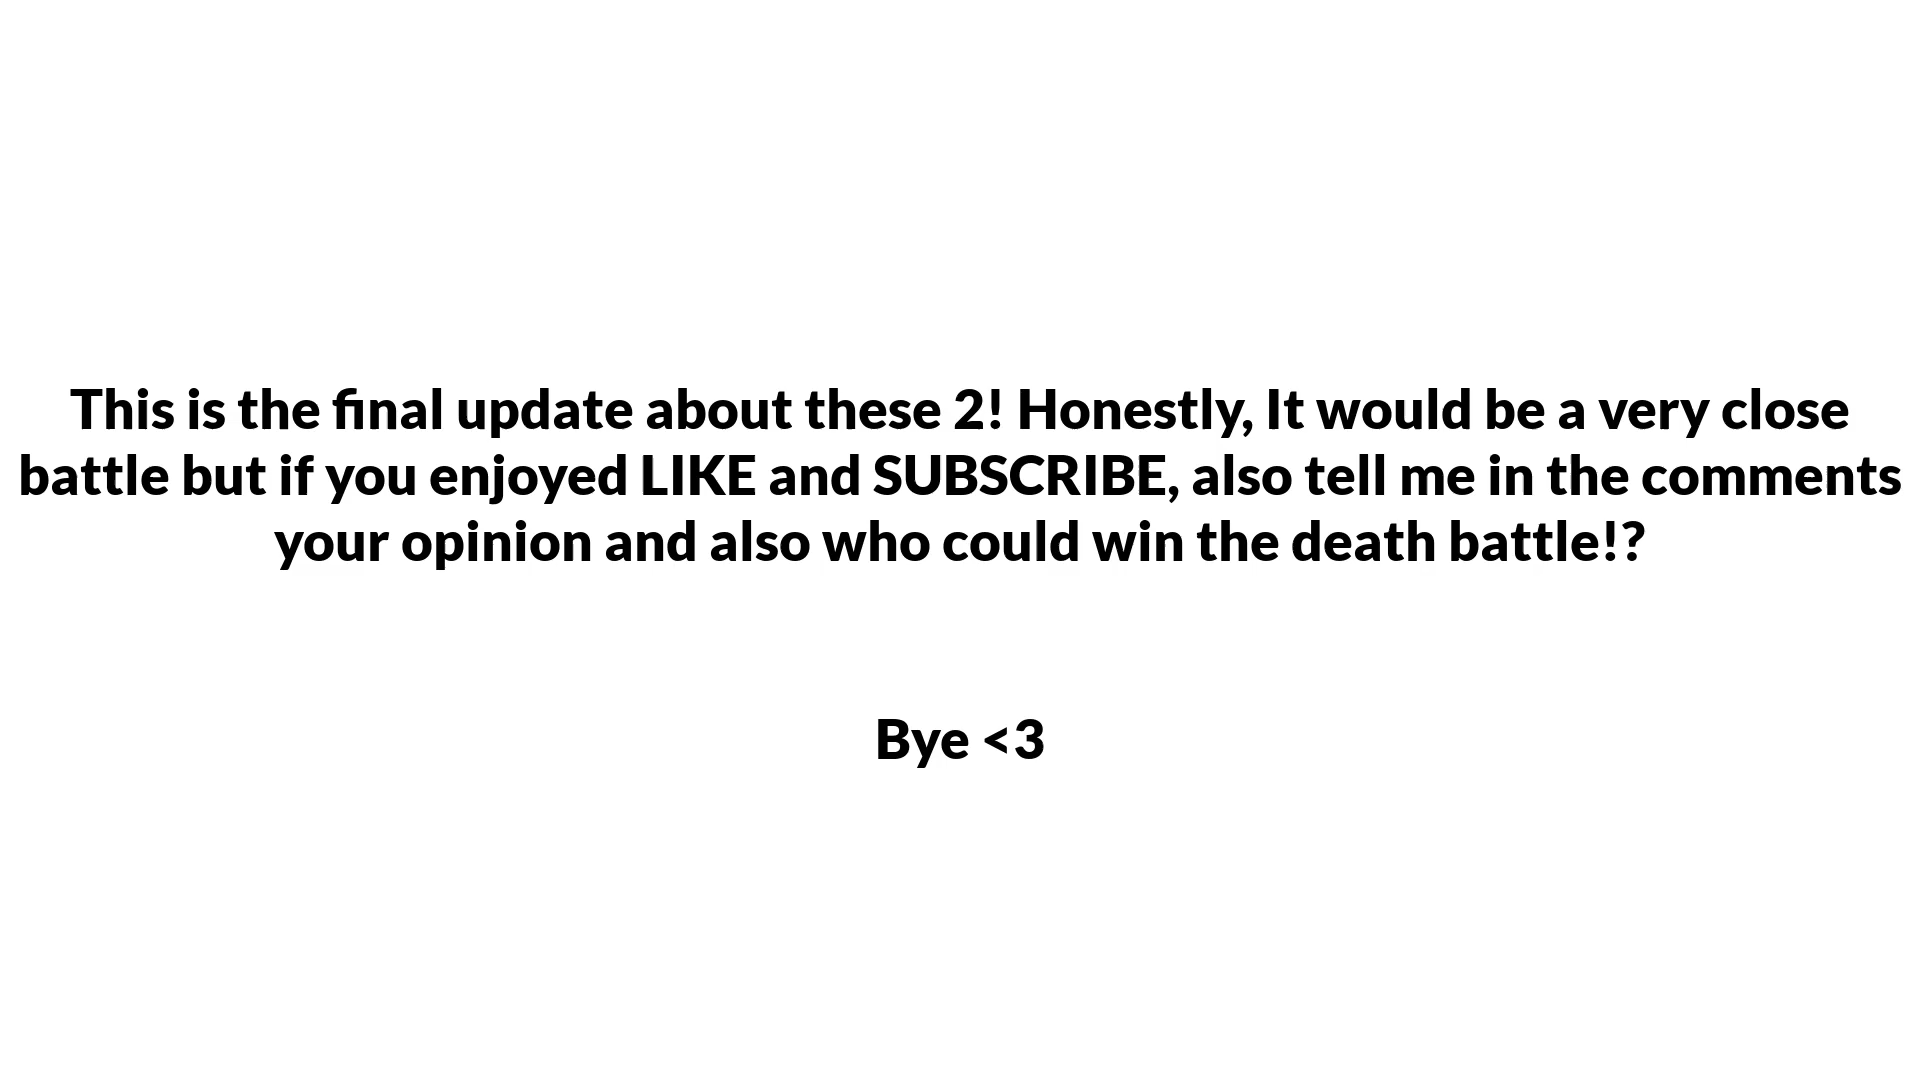 This is the final update about these 2! Honestly, It would be a very close
battle but if you enjoyed LIKE and SUBSCRIBE, also tell me in the comments
your opinion and also who could win the death battle!?
Bye <3